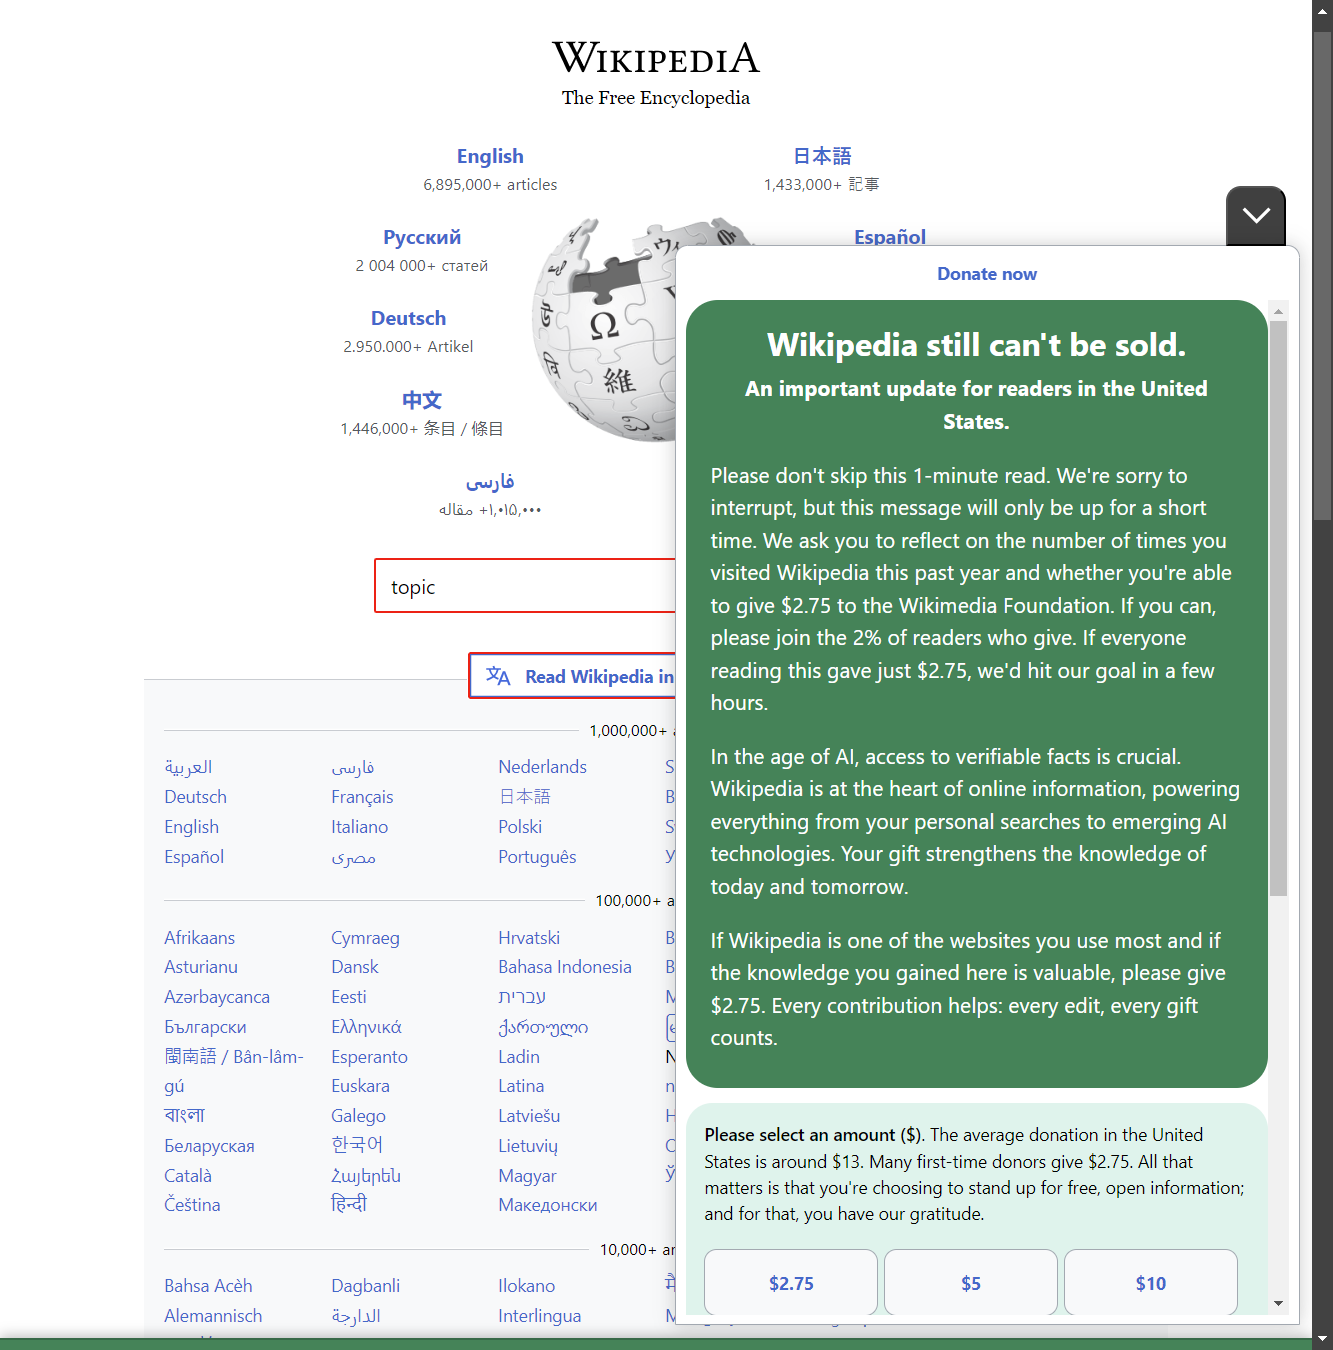 WIKIPEDIA
The Free Encyclopedia
English
6,895,000+ articles
日本語
1,433,000+ 記事
Русский
2 004 000+ статей
Español
Deutsch
2.950.000+ Artikel
中文
1,446,000+ 条目 / 條目
فارسی
۱,۰۱۵,۰۰۰+ مقاله
topic
Read Wikipedia in
1,000,000+
العربية
Deutsch
English
Español
فارسی
Français
Italiano
مصرى
Nederlands
日本語
Polski
Português
100,000+
Afrikaans
Asturianu
Azərbaycanca
Български
閩南語 / Bân-lâm-
gú
বাংলা
Беларуская
Català
Čeština
Cymraeg
Dansk
Eesti
Ελληνικά
Esperanto
Euskara
Galego
한국어
Հայերեն
हिन्दी
Hrvatski
Bahasa Indonesia
עברית
ქართული
Ladin
Latina
Latviešu
Lietuvių
Magyar
Македонски
10,000+
Bahsa Acèh
Alemannisch
Dagbanli
الدارجة
Ilokano
Interlingua
Donate now
Wikipedia still can't be sold.
An important update for readers in the United
States.
Please don't skip this 1-minute read. We're sorry to
interrupt, but this message will only be up for a short
time. We ask you to reflect on the number of times you
visited Wikipedia this past year and whether you're able
to give $2.75 to the Wikimedia Foundation. If you can,
please join the 2% of readers who give. If everyone
reading this gave just $2.75, we'd hit our goal in a few
hours.
In the age of AI, access to verifiable facts is crucial.
Wikipedia is at the heart of online information, powering
everything from your personal searches to emerging AI
technologies. Your gift strengthens the knowledge of
today and tomorrow.
If Wikipedia is one of the websites you use most and if
the knowledge you gained here is valuable, please give
$2.75. Every contribution helps: every edit, every gift
counts.
Please select an amount ($). The average donation in the United
States is around $13. Many first-time donors give $2.75. All that
matters is that you're choosing to stand up for free, open information;
and for that, you have our gratitude.
$2.75
$5
$10